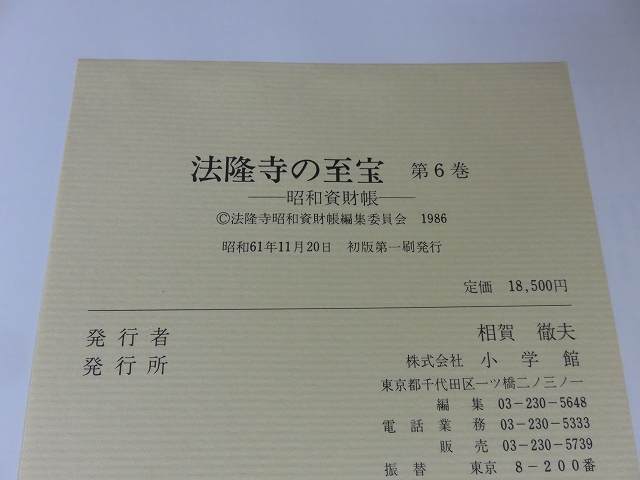 法隆寺の至宝　第6巻
――昭和資財帳――
©法隆寺昭和資財帳編集委員会　1986
昭和61年11月20日　初版第一刷発行
定価　18,500円
発行者　相賀　徹夫
発行所　株式会社　小学館
東京都千代田区一ツ橋二ノ三ノ一
編集　03－230－5648
電話業務　03－230－5333
販売　03－230－5739
振替　東京　8－200番